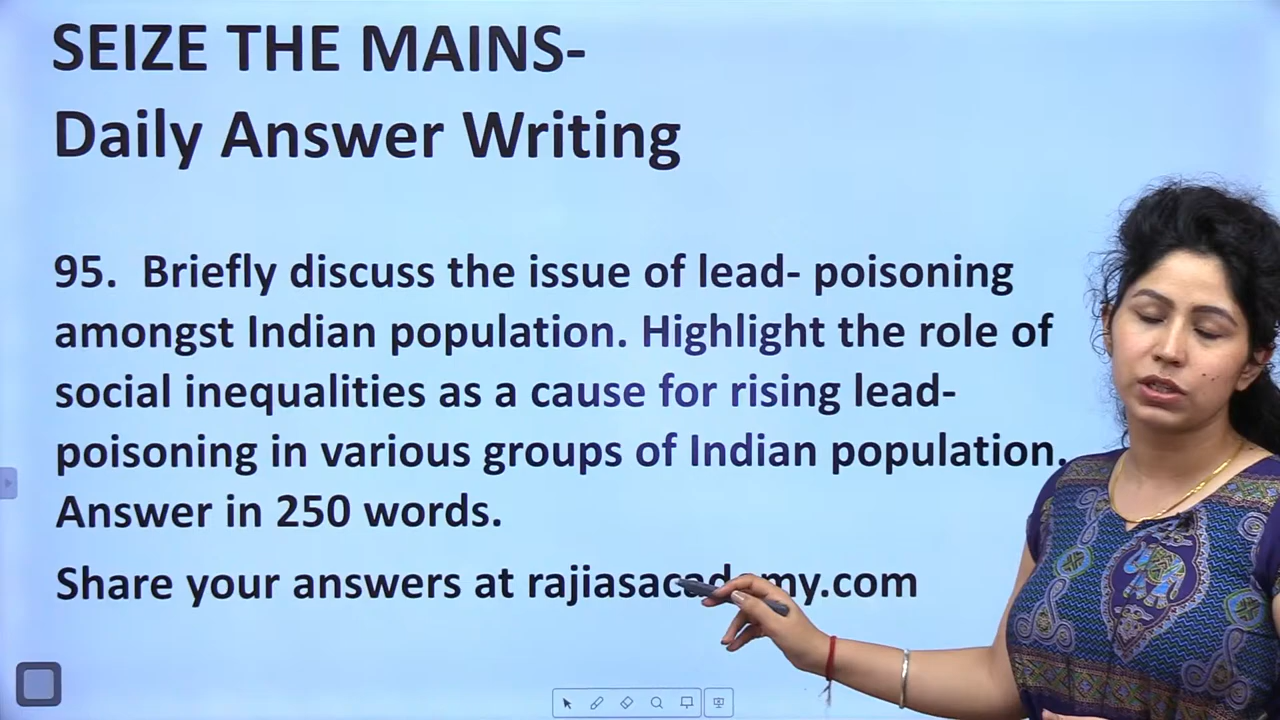 SEIZE THE MAINS-
Daily Answer Writing
95. Briefly discuss the issue of lead- poisoning
amongst Indian population. Highlight the role of
social inequalities as a cause for rising lead-
poisoning in various groups of Indian population.
Answer in 250 words.
Share your answers at rajiasacademy.com